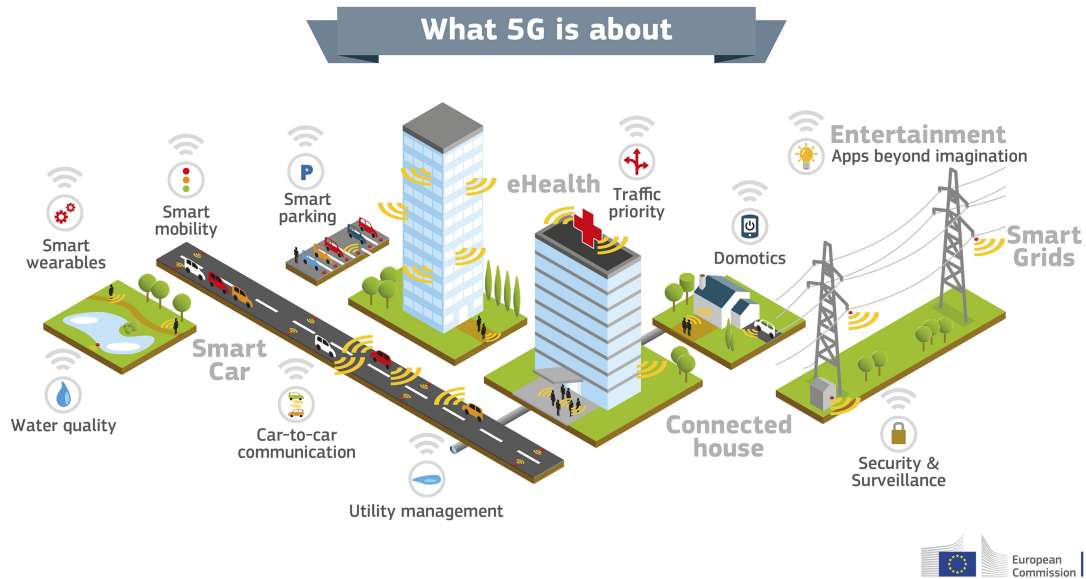 What 5G is about
Entertainment
Apps beyond imagination
eHealth
Traffic
priority
Smart
parking
P
Smart
mobility
Smart
wearables
Domotics
Smart
Grids
Smart
Car
Water quality
Car-to-car
communication
Connected
house
Utility management
Security &
Surveillance
European
Commission